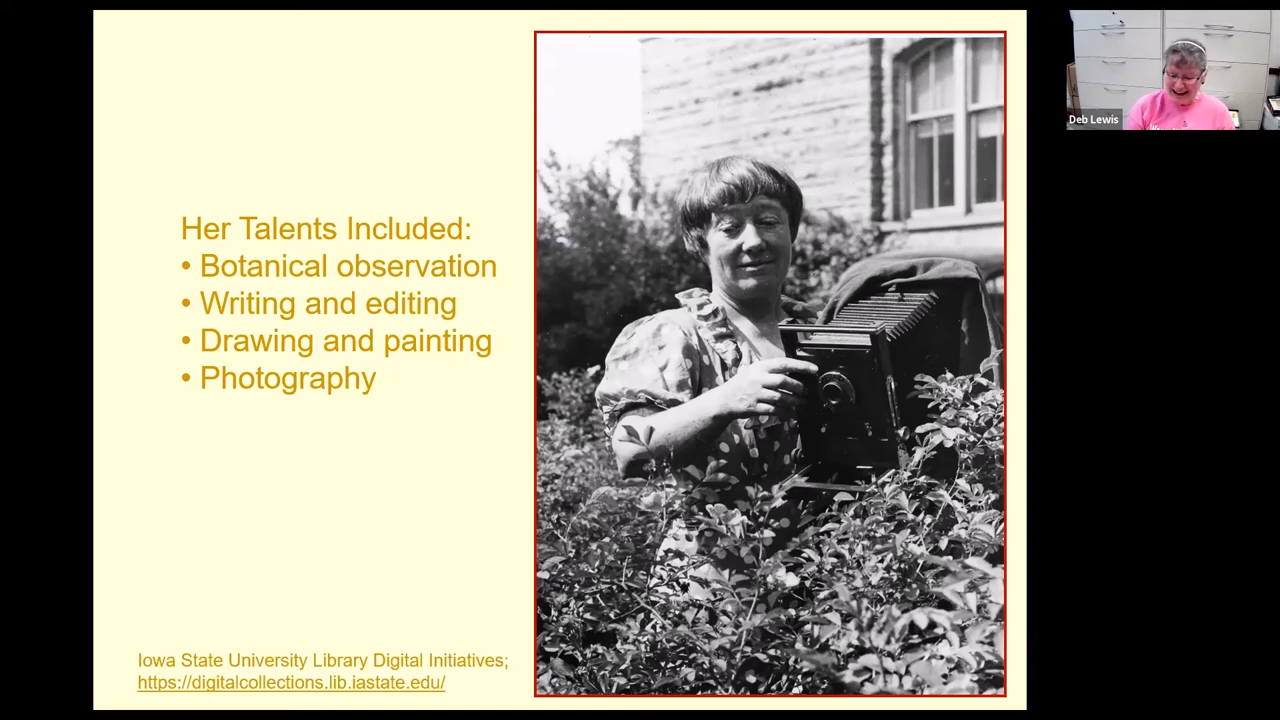 Her Talents Included:
• Botanical observation
• Writing and editing
• Drawing and painting
• Photography
Iowa State University Library Digital Initiatives;
https://digitalcollections.lib.iastate.edu/
Deb Lewis